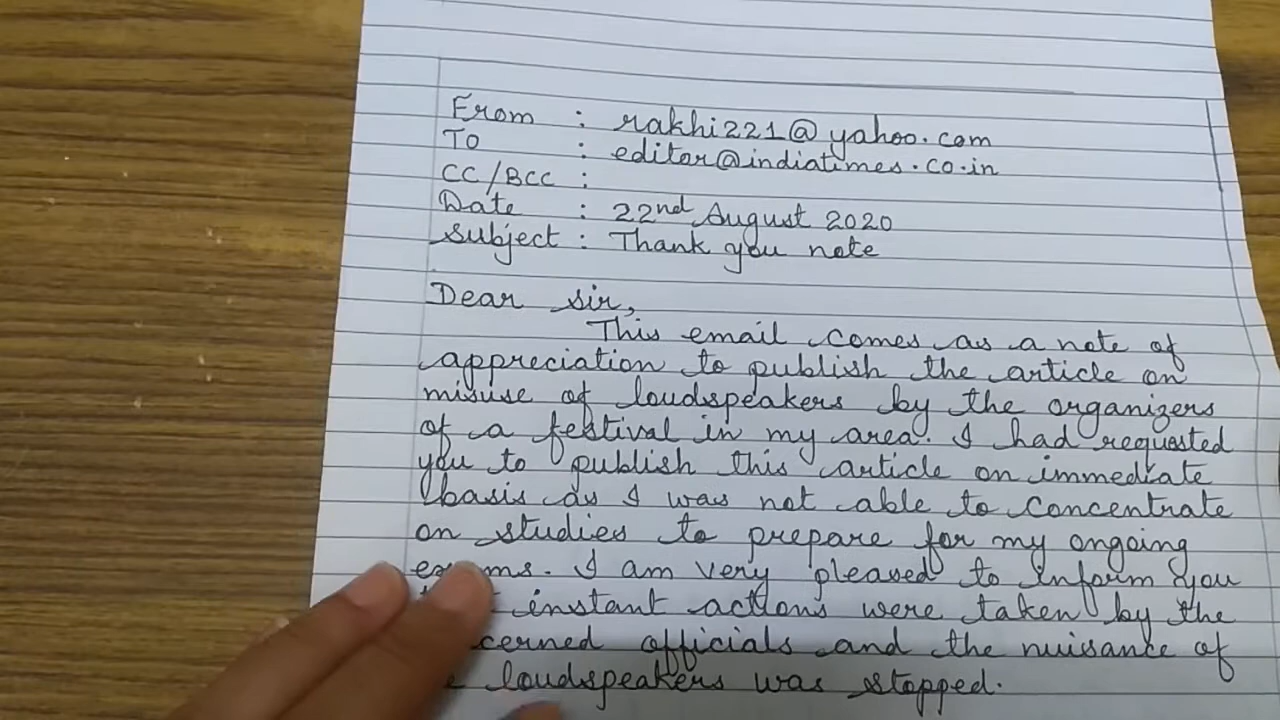 From : rakhi221@yahoo.com
TO : editor@indiatimes.co.in
CC/BCC :
Date : 22nd August 2020
Subject : Thank you note
Dear Sir,
This email comes as a note of
appreciation to publish the article on
misuse of loudspeakers by the organizers
of a festival in my area. I had requested
you to publish this article on immediate
basis as I was not able to concentrate
on studies to prepare for my ongoing
I am very pleased to inform you
instant actions were taken by the
officials and the nuisance of
loudspeakers was stopped.